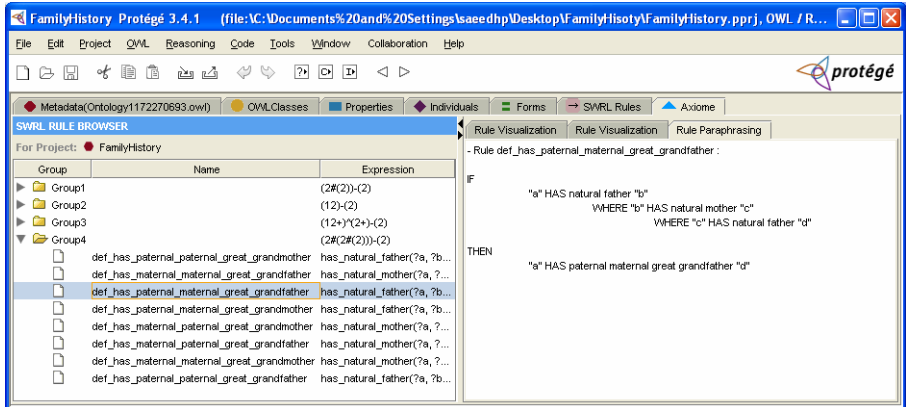 FamilyHistory Protégé 3.4.1 (file:\C:\Documents%20and%20Settings\saeedhp\Desktop\FamilyHisoty\FamilyHistory.pprj, OWL / R...
File Edit Project OWL Reasoning Code Tools Window Collaboration Help
protégé
Metadata(Ontology1172270693.owl) OWLClasses Properties Individuals Forms SWRL Rules Axiome
SWRL RULE BROWSER
For Project: FamilyHistory
Group Name Expression
Group1 (2#(2))-(2)
Group2 (12)-(2)
Group3 (12+)^(2+)-(2)
Group4 (2#(2#(2)))-(2)
def_has_paternal_paternal_great_grandmother has_natural_father(?a, ?b...
def_has_maternal_maternal_great_grandfather has_natural_mother(?a, ?...
def_has_paternal_maternal_great_grandfather has_natural_father(?a, ?b...
def_has_paternal_maternal_great_grandmother has_natural_father(?a, ?b...
def_has_maternal_paternal_great_grandmother has_natural_mother(?a, ?...
def_has_maternal_paternal_great_grandfather has_natural_mother(?a, ?...
def_has_maternal_maternal_great_grandmother has_natural_mother(?a, ?...
def_has_paternal_paternal_great_grandfather has_natural_father(?a, ?b...
Rule Visualization Rule Visualization Rule Paraphrasing
- Rule def_has_paternal_maternal_great_grandfather :
IF
"a" HAS natural father "b"
WHERE "b" HAS natural mother "c"
WHERE "c" HAS natural father "d"
THEN
"a" HAS paternal maternal great grandfather "d"